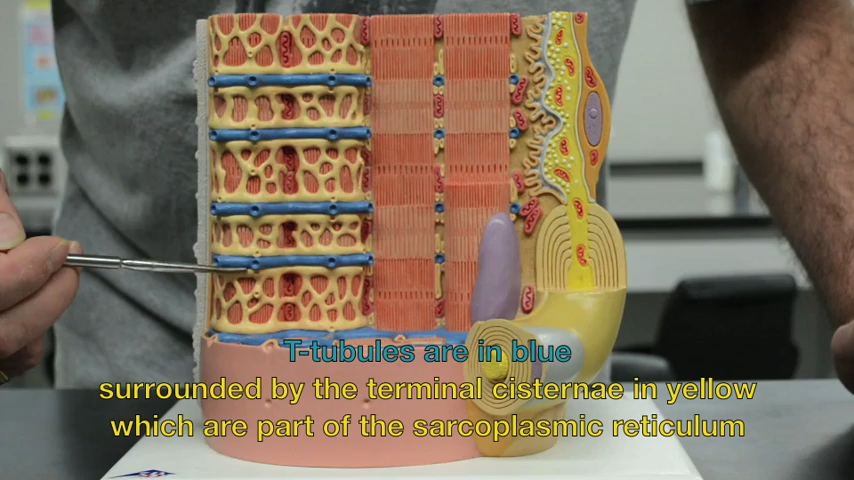 T-tubules are in blue
surrounded by the terminal cisternae in yellow
which are part of the sarcoplasmic reticulum